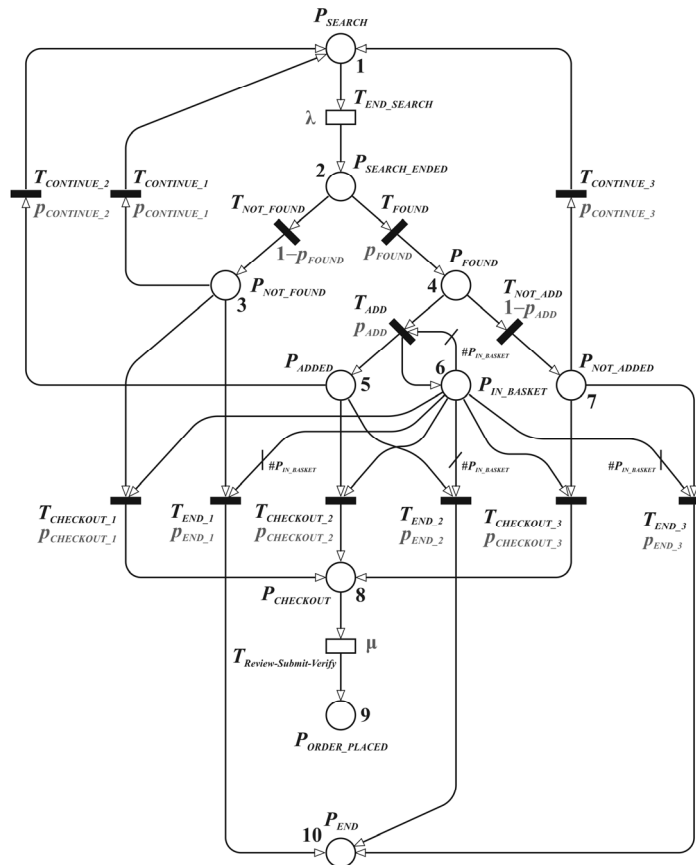 P_SEARCH
1
T_END_SEARCH
λ
2
P_SEARCH_ENDED
T_CONTINUE_2
p_CONTINUE_2
T_CONTINUE_1
p_CONTINUE_1
T_CONTINUE_3
p_CONTINUE_3
T_NOT_FOUND
1−p_FOUND
T_FOUND
p_FOUND
P_NOT_FOUND
3
P_FOUND
4
T_NOT_ADD
1−p_ADD
T_ADD
p_ADD
#P_IN_BASKET
P_ADDED
5
6
P_IN_BASKET
P_NOT_ADDED
7
#P_IN_BASKET
#P_IN_BASKET
#P_IN_BASKET
T_CHECKOUT_1
p_CHECKOUT_1
T_END_1
p_END_1
T_CHECKOUT_2
p_CHECKOUT_2
T_END_2
p_END_2
T_CHECKOUT_3
p_CHECKOUT_3
T_END_3
p_END_3
P_CHECKOUT
8
μ
T_Review-Submit-Verify
9
P_ORDER_PLACED
10
P_END